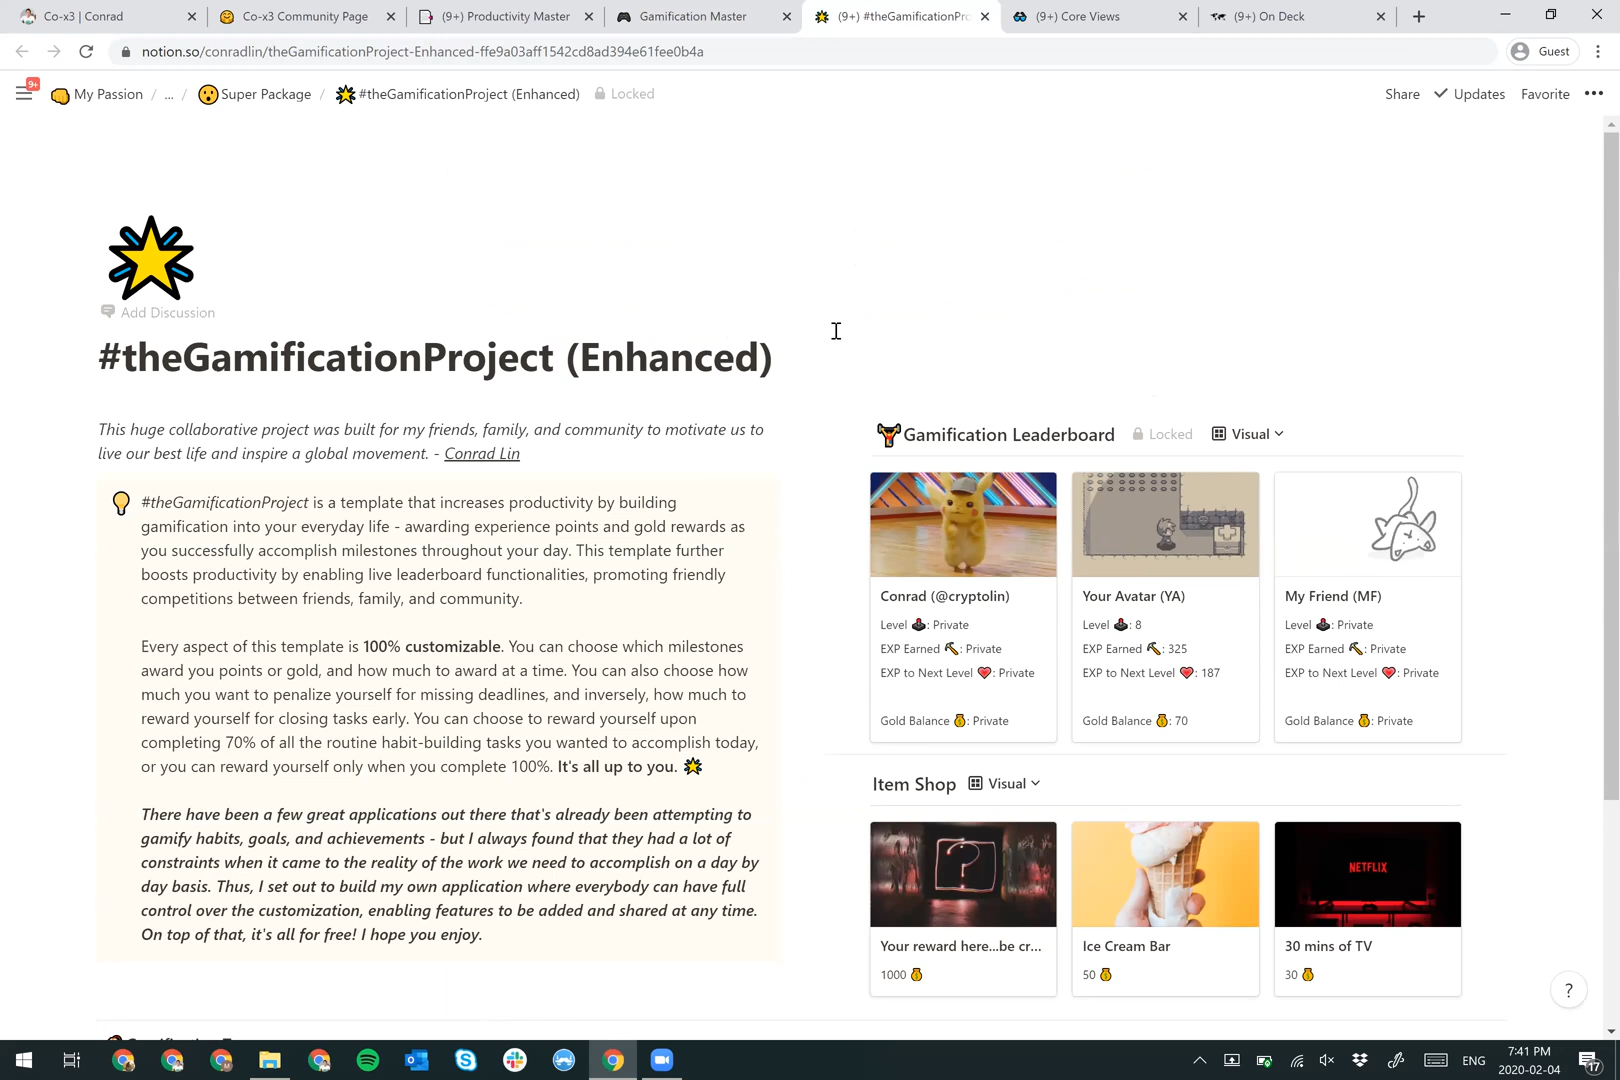 Co-x3 | Conrad
Co-x3 Community Page
(9+) Productivity Master
Gamification Master
(9+) #theGamificationPro
(9+) Core Views
(9+) On Deck
notion.so/conradlin/theGamificationProject-Enhanced-ffe9a03aff1542cd8ad394e61fee0b4a
Guest
9+
My Passion / ... / Super Package / #theGamificationProject (Enhanced) Locked
Share Updates Favorite
Add Discussion
#theGamificationProject (Enhanced)
This huge collaborative project was built for my friends, family, and community to motivate us to
live our best life and inspire a global movement. - Conrad Lin
#theGamificationProject is a template that increases productivity by building
gamification into your everyday life - awarding experience points and gold rewards as
you successfully accomplish milestones throughout your day. This template further
boosts productivity by enabling live leaderboard functionalities, promoting friendly
competitions between friends, family, and community.
Every aspect of this template is 100% customizable. You can choose which milestones
award you points or gold, and how much to award at a time. You can also choose how
much you want to penalize yourself for missing deadlines, and inversely, how much to
reward yourself for closing tasks early. You can choose to reward yourself upon
completing 70% of all the routine habit-building tasks you wanted to accomplish today,
or you can reward yourself only when you complete 100%. It's all up to you.
There have been a few great applications out there that's already been attempting to
gamify habits, goals, and achievements - but I always found that they had a lot of
constraints when it came to the reality of the work we need to accomplish on a day by
day basis. Thus, I set out to build my own application where everybody can have full
control over the customization, enabling features to be added and shared at any time.
On top of that, it's all for free! I hope you enjoy.
Gamification Leaderboard Locked Visual
Conrad (@cryptolin)
Level : Private
EXP Earned : Private
EXP to Next Level : Private
Gold Balance : Private
Your Avatar (YA)
Level : 8
EXP Earned : 325
EXP to Next Level : 187
Gold Balance : 70
My Friend (MF)
Level : Private
EXP Earned : Private
EXP to Next Level : Private
Gold Balance : Private
Item Shop Visual
Your reward here...be cr...
1000
Ice Cream Bar
50
NETFLIX
30 mins of TV
30
?
ENG
7:41 PM
2020-02-04
17